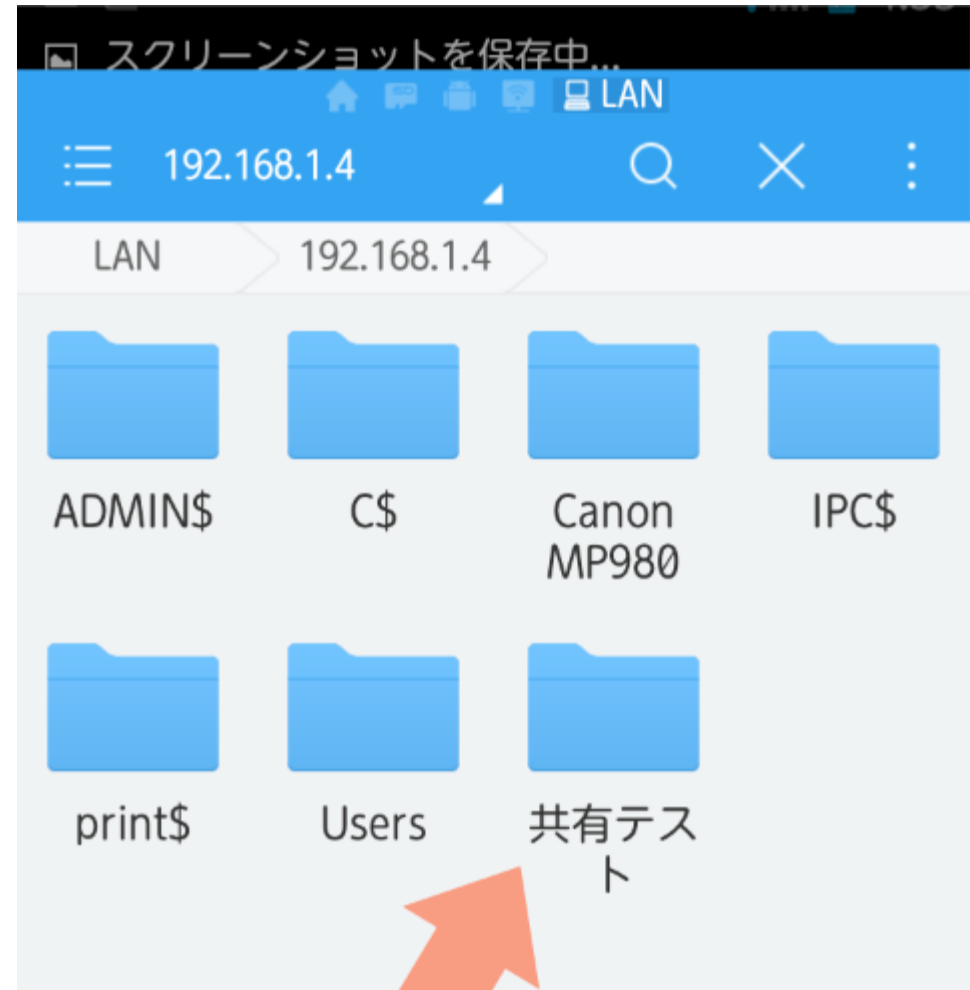 スクリーンショットを保存中...
LAN
192.168.1.4
LAN 192.168.1.4
ADMIN$ C$ Canon IPC$
MP980
print$ Users 共有テス
ト